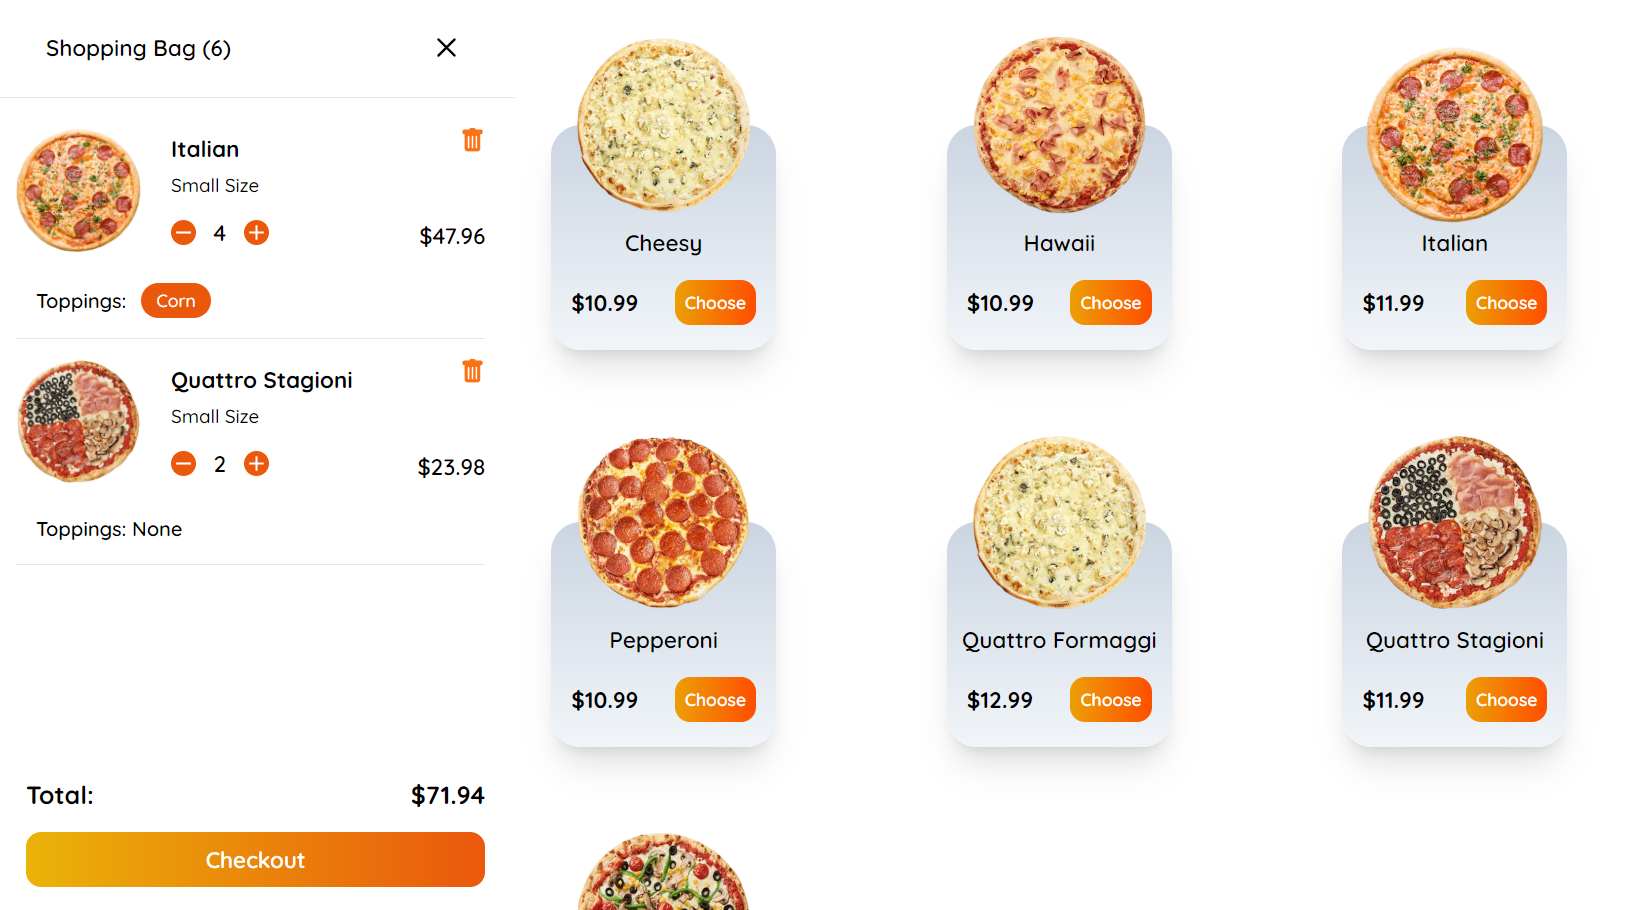 Shopping Bag (6)
Italian
Small Size
4
$47.96
Toppings: Corn
Quattro Stagioni
Small Size
2
$23.98
Toppings: None
Total: $71.94
Checkout
Cheesy
$10.99 Choose
Hawaii
$10.99 Choose
Italian
$11.99 Choose
Pepperoni
$10.99 Choose
Quattro Formaggi
$12.99 Choose
Quattro Stagioni
$11.99 Choose